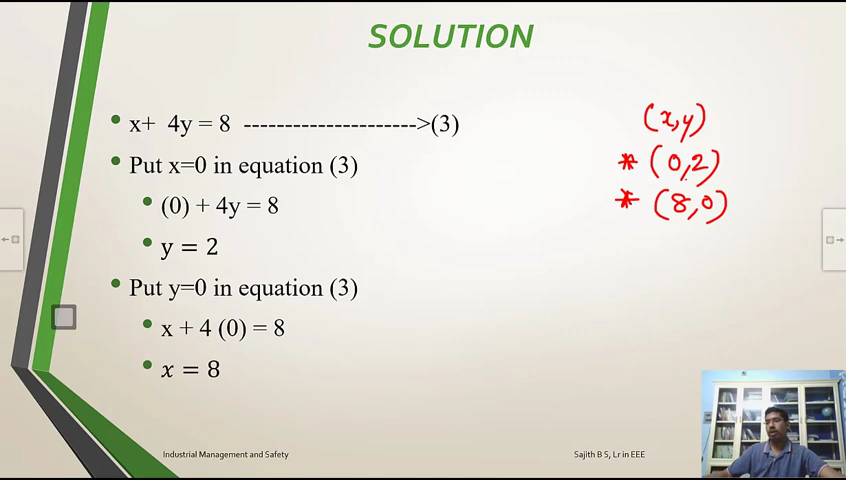 SOLUTION
• x+ 4y = 8 --------------------->(3)
• Put x=0 in equation (3)
• (0) + 4y = 8
• y = 2
• Put y=0 in equation (3)
• x + 4 (0) = 8
• x = 8
(x,y)
* (0,2)
* (8,0)
Industrial Management and Safety
Sajith B S, Lr in EEE